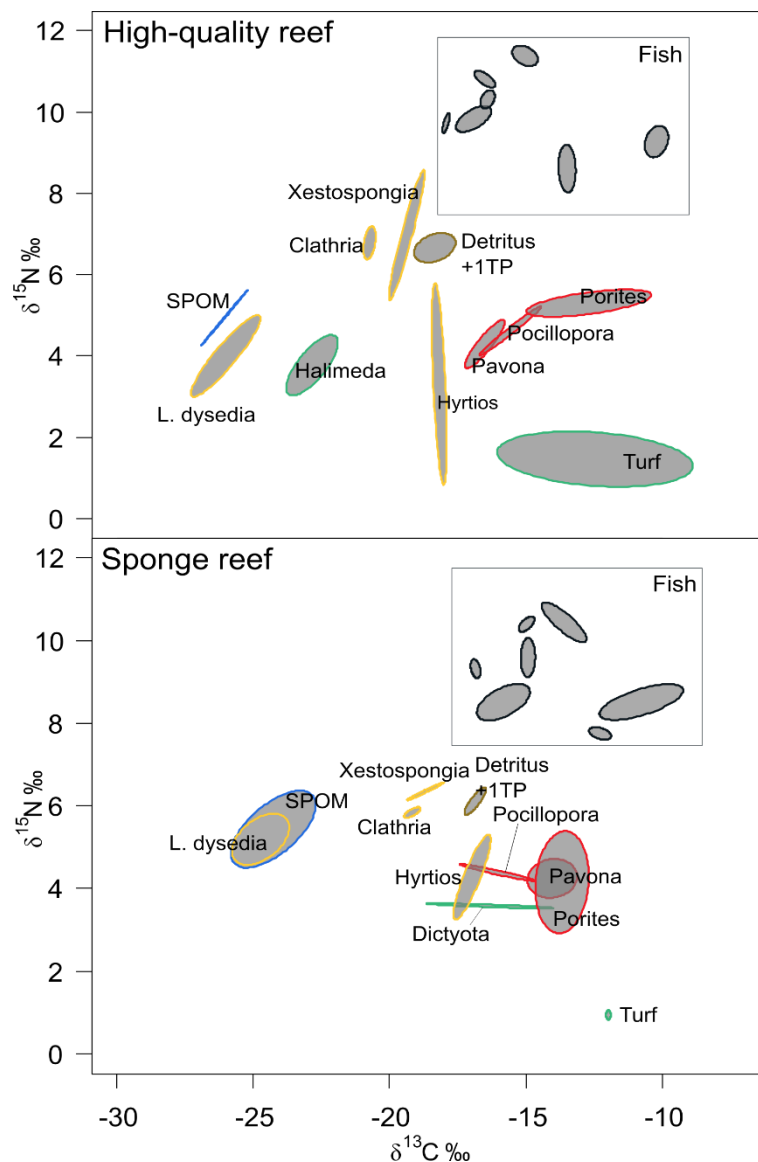 High-quality reef
Fish
12
10
8
6
4
2
0
δ15N ‰
Xestospongia
Clathria
Detritus
+1TP
SPOM
Porites
Pocillopora
Pavona
Halimeda
L. dysedia
Hyrtios
Turf
Sponge reef
Fish
12
10
8
6
4
2
0
δ15N ‰
Xestospongia
Detritus
+1TP
SPOM
Clathria
Pocillopora
L. dysedia
Hyrtios
Pavona
Dictyota
Porites
Turf
-30 -25 -20 -15 -10
δ13C ‰